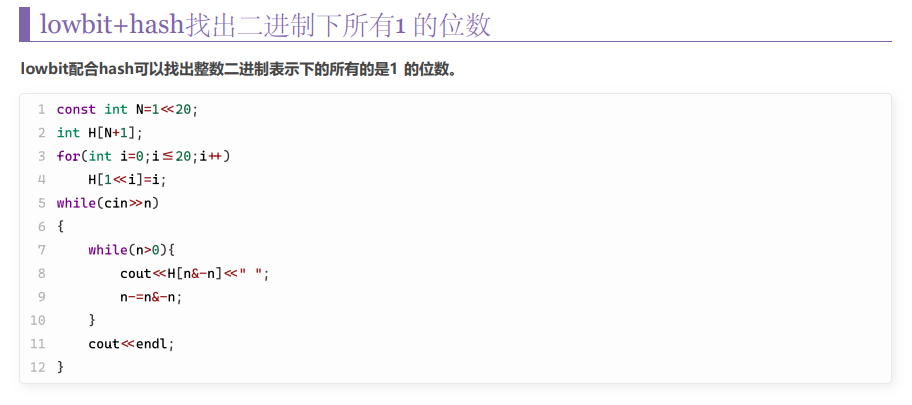 lowbit+hash找出二进制下所有1 的位数
lowbit配合hash可以找出整数二进制表示下的所有的是1 的位数。
1 const int N=1<<20;
2 int H[N+1];
3 for(int i=0;i<=20;i++)
4     H[1<<i]=i;
5 while(cin>>n)
6 {
7     while(n>0){
8         cout<<H[n&-n]<<" ";
9         n-=n&-n;
10     }
11     cout<<endl;
12 }